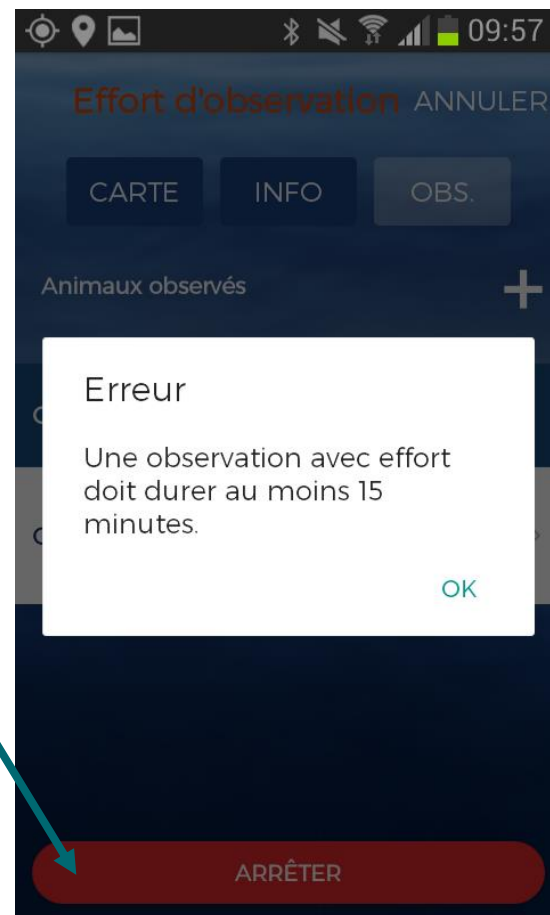 09:57
Effort d'observation ANNULER
CARTE INFO OBS.
Animaux observés +
Erreur
Une observation avec effort
doit durer au moins 15
minutes.
OK
ARRÊTER